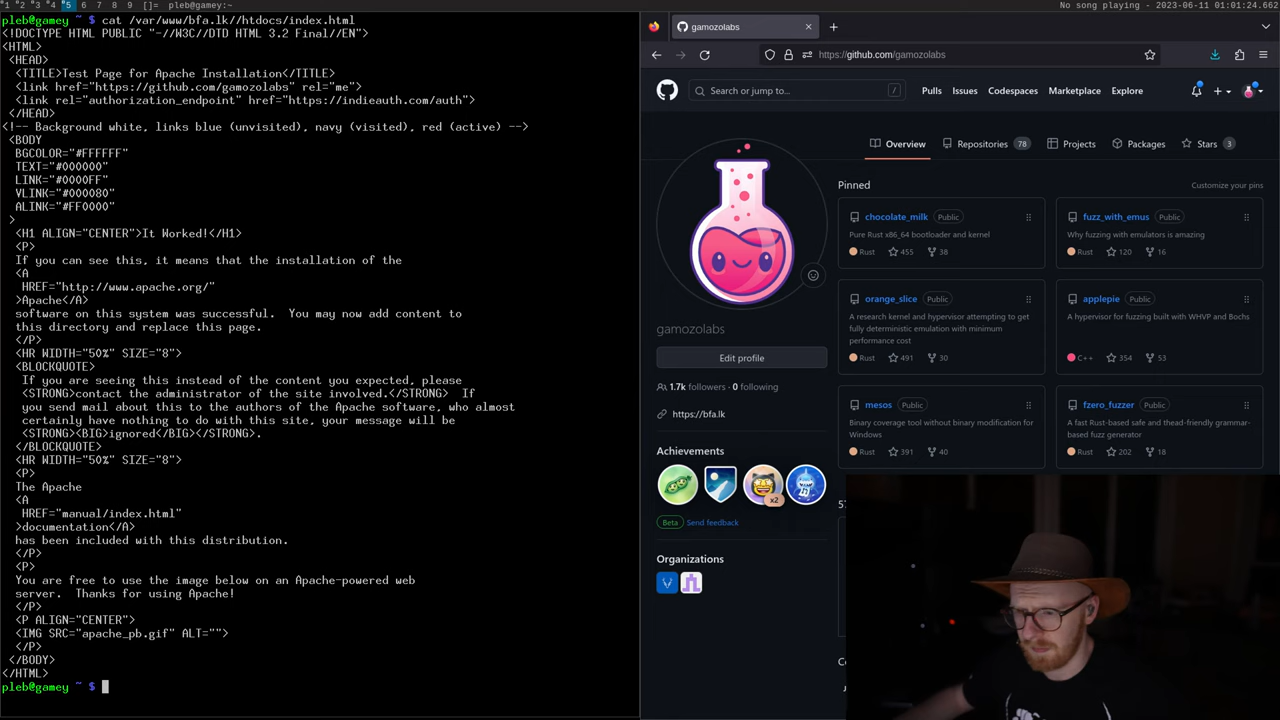 1 2 3 4 5 6 7 8 9 []= pleb@gamey:~
No song playing - 2023-06-11 01:01:24.662
pleb@gamey ~ $ cat /var/www/bfa.lk//htdocs/index.html
<!DOCTYPE HTML PUBLIC "-//W3C//DTD HTML 3.2 Final//EN">
<HTML>
<HEAD>
<TITLE>Test Page for Apache Installation</TITLE>
<link href="https://github.com/gamozolabs" rel="me">
<link rel="authorization_endpoint" href="https://indieauth.com/auth">
</HEAD>
<!-- Background white, links blue (unvisited), navy (visited), red (active) -->
<BODY
BGCOLOR="#FFFFFF"
TEXT="#000000"
LINK="#0000FF"
VLINK="#000080"
ALINK="#FF0000"
>
<H1 ALIGN="CENTER">It Worked!</H1>
<P>
If you can see this, it means that the installation of the
<A
HREF="http://www.apache.org/"
>Apache</A>
software on this system was successful.  You may now add content to
this directory and replace this page.
</P>
<HR WIDTH="50%" SIZE="8">
<BLOCKQUOTE>
If you are seeing this instead of the content you expected, please
<STRONG>contact the administrator of the site involved.</STRONG>  If
you send mail about this to the authors of the Apache software, who almost
certainly have nothing to do with this site, your message will be
<STRONG><BIG>ignored</BIG></STRONG>.
</BLOCKQUOTE>
<HR WIDTH="50%" SIZE="8">
<P>
The Apache
<A
HREF="manual/index.html"
>documentation</A>
has been included with this distribution.
</P>
<P>
You are free to use the image below on an Apache-powered web
server.  Thanks for using Apache!
</P>
<P ALIGN="CENTER">
<IMG SRC="apache_pb.gif" ALT="">
</P>
</BODY>
</HTML>
pleb@gamey ~ $
gamozolabs
https://github.com/gamozolabs
Search or jump to... /
Pulls Issues Codespaces Marketplace Explore
Overview Repositories 78 Projects Packages Stars 3
gamozolabs
Edit profile
1.7k followers · 0 following
https://bfa.lk
Achievements
x2
Beta Send feedback
Organizations
Pinned
Customize your pins
chocolate_milk Public
Pure Rust x86_64 bootloader and kernel
Rust 455 38
fuzz_with_emus Public
Why fuzzing with emulators is amazing
Rust 120 16
orange_slice Public
A research kernel and hypervisor attempting to
get fully deterministic emulation with minimum
performance cost
Rust 491 30
applepie Public
A hypervisor for fuzzing built with WHVP and Bochs
C++ 354 53
mesos Public
Binary coverage tool without binary modification for
Windows
Rust 391 40
fzero_fuzzer Public
A fast Rust-based safe and thead-friendly grammar-
based fuzz generator
Rust 202 18